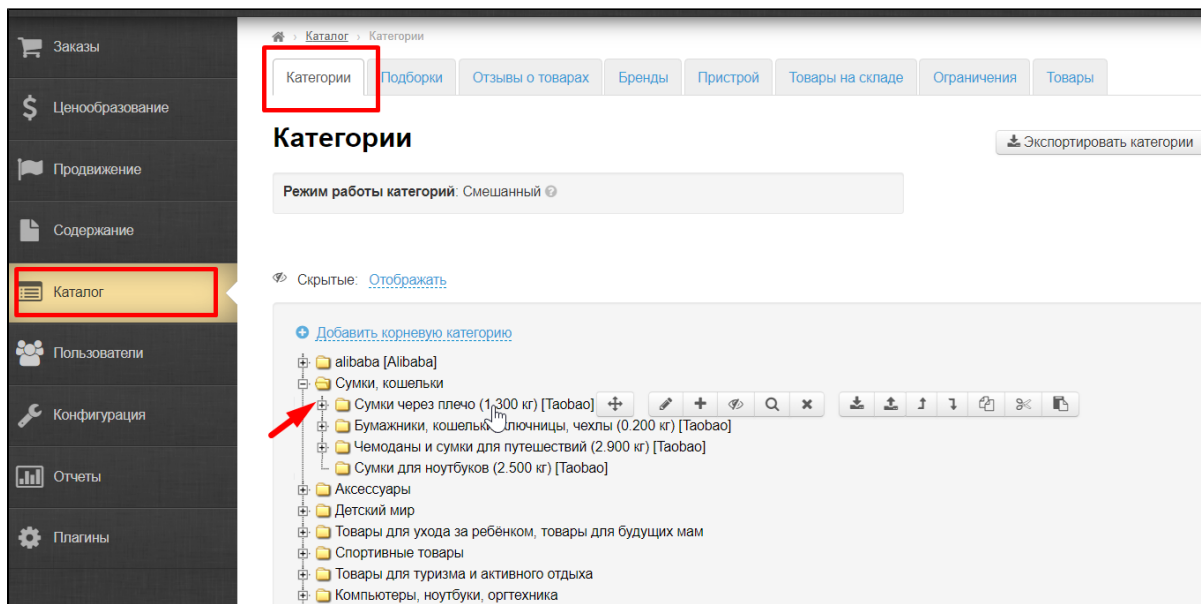 Заказы
Ценообразование
Продвижение
Содержание
Каталог
Пользователи
Конфигурация
Отчеты
Плагины
Каталог › Категории
Категории Подборки Отзывы о товарах Бренды Пристрой Товары на складе Ограничения Товары
Категории
Экспортировать категории
Режим работы категорий: Смешанный
Скрытые: Отображать
Добавить корневую категорию
alibaba [Alibaba]
Сумки, кошельки
Сумки через плечо (1.300 кг) [Taobao]
Бумажники, кошельки, ключницы, чехлы (0.200 кг) [Taobao]
Чемоданы и сумки для путешествий (2.900 кг) [Taobao]
Сумки для ноутбуков (2.500 кг) [Taobao]
Аксессуары
Детский мир
Товары для ухода за ребёнком, товары для будущих мам
Спортивные товары
Товары для туризма и активного отдыха
Компьютеры, ноутбуки, оргтехника